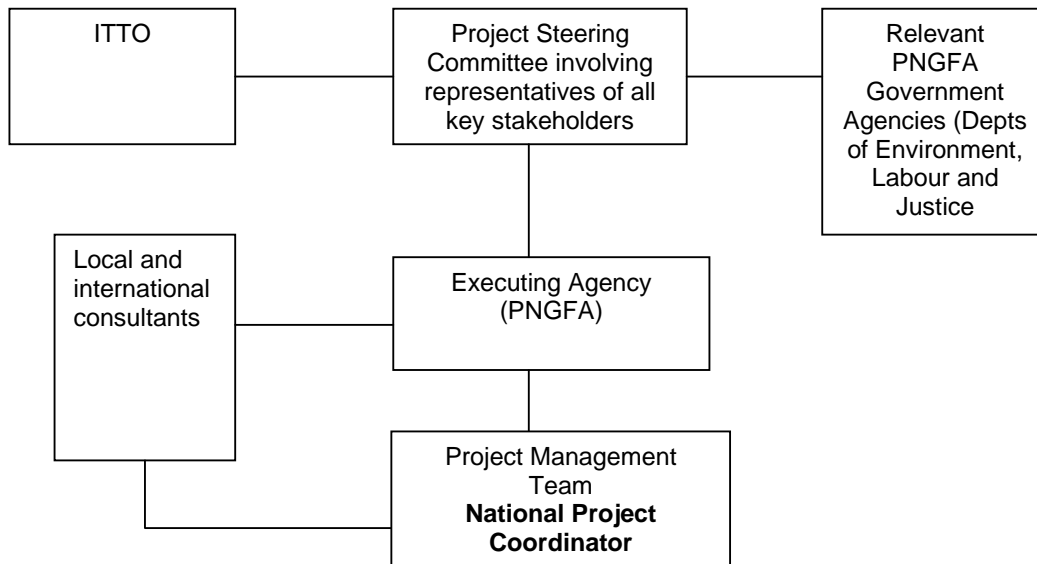 ITTO
Project Steering
Committee involving
representatives of all
key stakeholders
Relevant
PNGFA
Government
Agencies (Depts
of Environment,
Labour and
Justice
Local and
international
consultants
Executing Agency
(PNGFA)
Project Management
Team
National Project
Coordinator